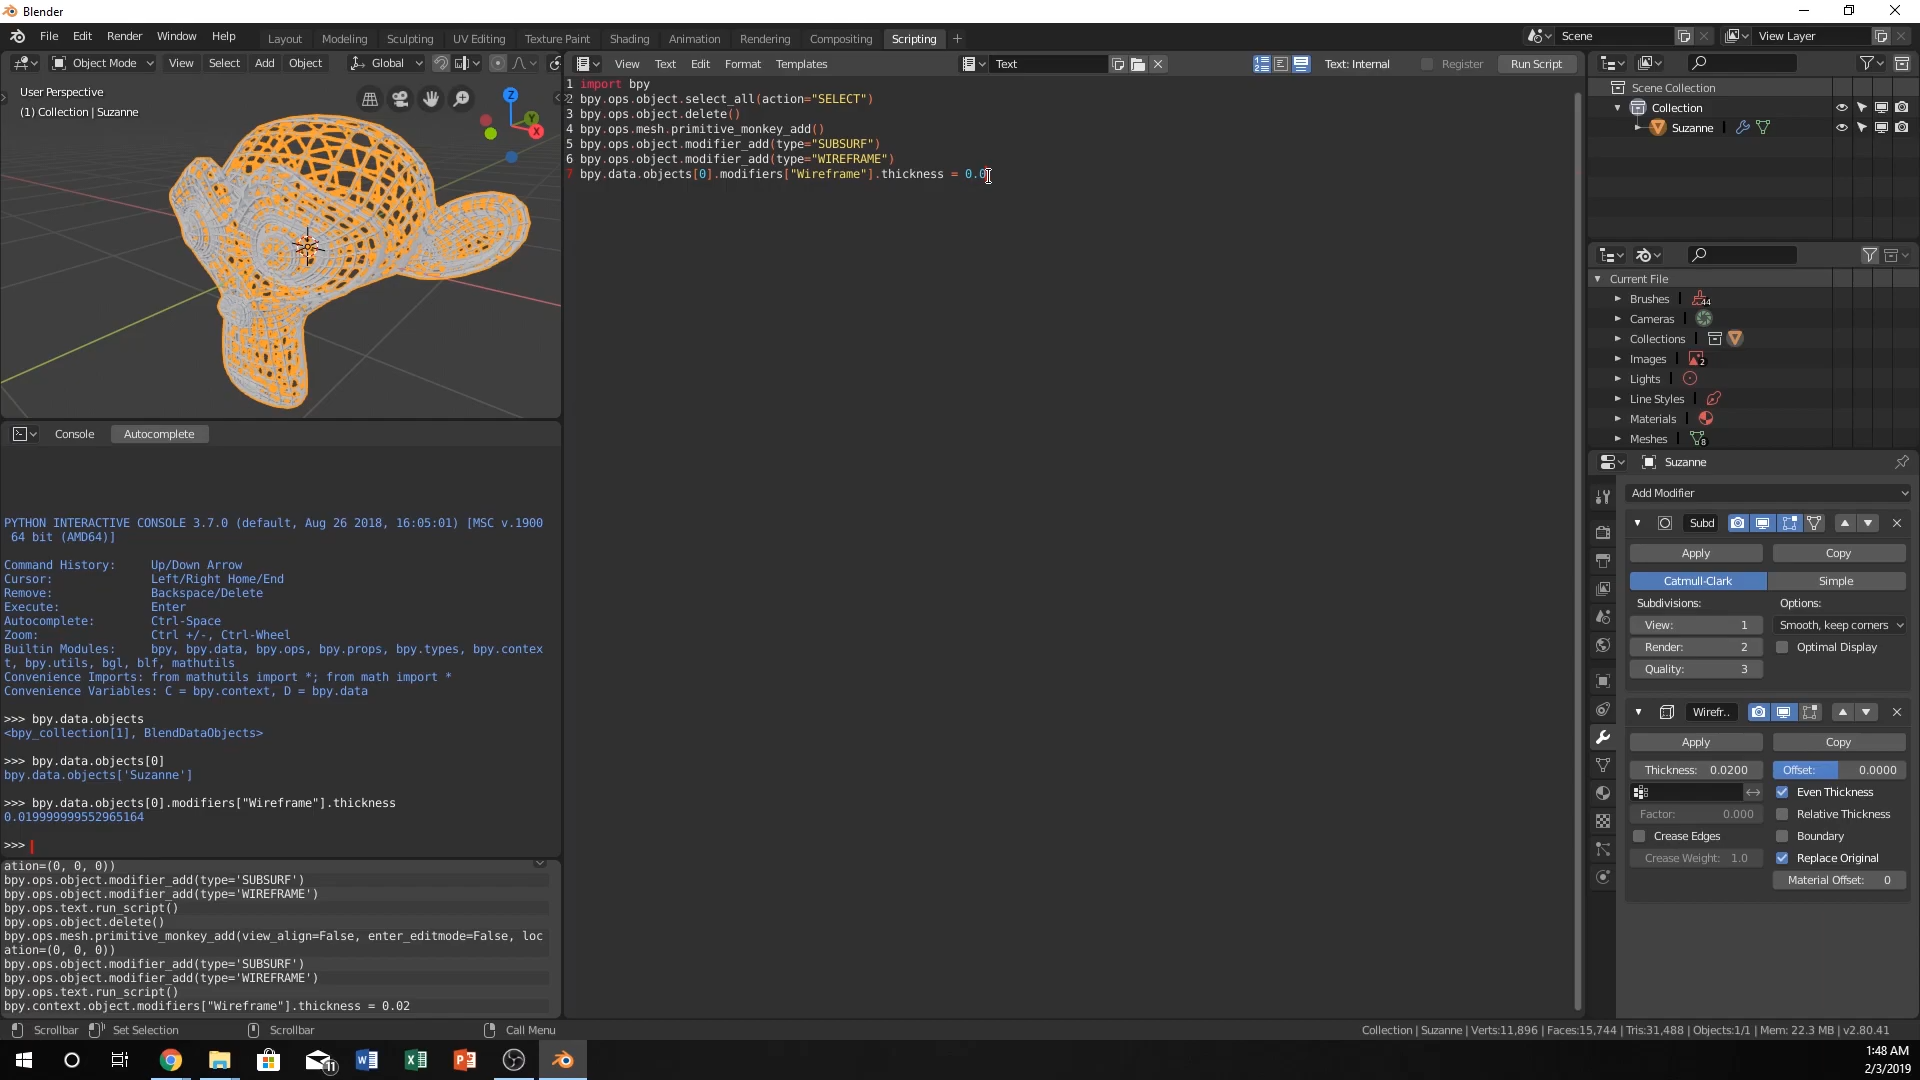 Blender
File Edit Render Window Help Layout Modeling Sculpting UV Editing Texture Paint Shading Animation Rendering Compositing Scripting + Scene View Layer
Object Mode View Select Add Object Global
View Text Edit Format Templates Text Text: Internal Register Run Script
User Perspective
(1) Collection | Suzanne
Z
Y
X
1 import bpy
2 bpy.ops.object.select_all(action="SELECT")
3 bpy.ops.object.delete()
4 bpy.ops.mesh.primitive_monkey_add()
5 bpy.ops.object.modifier_add(type="SUBSURF")
6 bpy.ops.object.modifier_add(type="WIREFRAME")
7 bpy.data.objects[0].modifiers["Wireframe"].thickness = 0.0
Console Autocomplete
PYTHON INTERACTIVE CONSOLE 3.7.0 (default, Aug 26 2018, 16:05:01) [MSC v.1900
64 bit (AMD64)]
Command History: Up/Down Arrow
Cursor: Left/Right Home/End
Remove: Backspace/Delete
Execute: Enter
Autocomplete: Ctrl-Space
Zoom: Ctrl +/-, Ctrl-Wheel
Builtin Modules: bpy, bpy.data, bpy.ops, bpy.props, bpy.types, bpy.contex
t, bpy.utils, bgl, blf, mathutils
Convenience Imports: from mathutils import *; from math import *
Convenience Variables: C = bpy.context, D = bpy.data
>>> bpy.data.objects
<bpy_collection[1], BlendDataObjects>
>>> bpy.data.objects[0]
bpy.data.objects['Suzanne']
>>> bpy.data.objects[0].modifiers["Wireframe"].thickness
0.019999999552965164
>>>
ation=(0, 0, 0))
bpy.ops.object.modifier_add(type='SUBSURF')
bpy.ops.object.modifier_add(type='WIREFRAME')
bpy.ops.text.run_script()
bpy.ops.object.delete()
bpy.ops.mesh.primitive_monkey_add(view_align=False, enter_editmode=False, loc
ation=(0, 0, 0))
bpy.ops.object.modifier_add(type='SUBSURF')
bpy.ops.object.modifier_add(type='WIREFRAME')
bpy.ops.text.run_script()
bpy.context.object.modifiers["Wireframe"].thickness = 0.02
Scene Collection
Collection
Suzanne
Current File
Brushes 44
Cameras
Collections
Images 2
Lights
Line Styles
Materials
Meshes 8
Suzanne
Add Modifier
Subd
Apply Copy
Catmull-Clark Simple
Subdivisions: Options:
View: 1 Smooth, keep corners
Render: 2 Optimal Display
Quality: 3
Wirefr..
Apply Copy
Thickness: 0.0200 Offset: 0.0000
Even Thickness
Factor: 0.000 Relative Thickness
Crease Edges Boundary
Crease Weight: 1.0 Replace Original
Material Offset: 0
Scrollbar Set Selection Scrollbar Call Menu Collection | Suzanne | Verts:11,896 | Faces:15,744 | Tris:31,488 | Objects:1/1 | Mem: 22.3 MB | v2.80.41
11
1:48 AM
2/3/2019